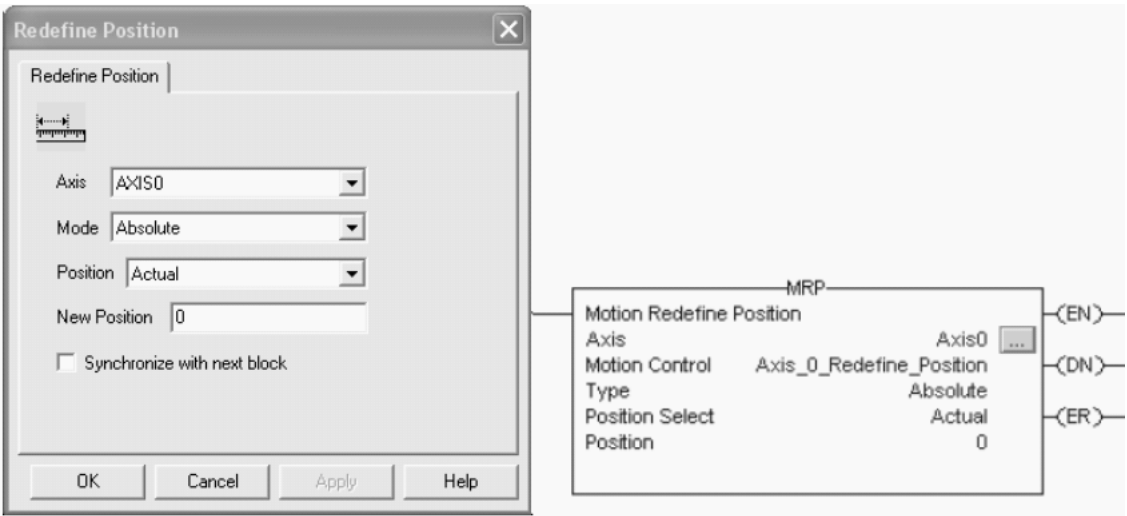 Redefine Position
Redefine Position
Axis AXIS0
Mode Absolute
Position Actual
New Position 0
Synchronize with next block
OK Cancel Apply Help
MRP
Motion Redefine Position (EN)
Axis Axis0 ...
Motion Control Axis_0_Redefine_Position (DN)
Type Absolute
Position Select Actual (ER)
Position 0